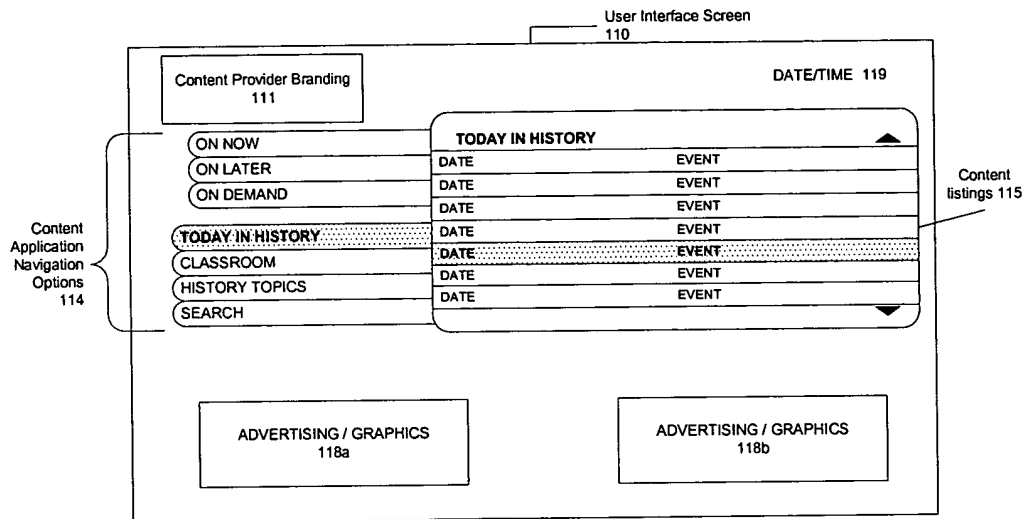 User Interface Screen
110
Content Provider Branding
111
DATE/TIME 119
ON NOW
ON LATER
ON DEMAND
TODAY IN HISTORY
CLASSROOM
HISTORY TOPICS
SEARCH
Content
Application
Navigation
Options
114
TODAY IN HISTORY
DATE EVENT
DATE EVENT
DATE EVENT
DATE EVENT
DATE EVENT
DATE EVENT
DATE EVENT
Content
listings 115
ADVERTISING / GRAPHICS
118a
ADVERTISING / GRAPHICS
118b